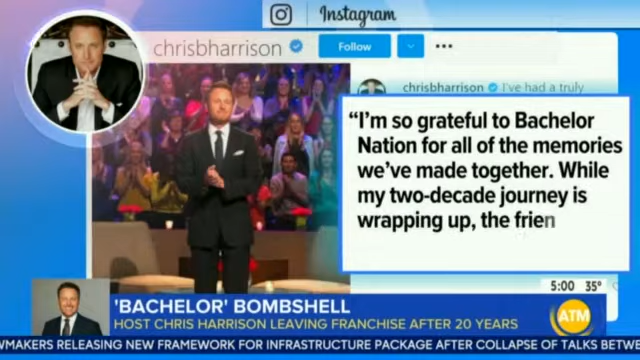 Instagram
chrisbharrison
Follow
chrisbharrison I've had a truly
“I'm so grateful to Bachelor
Nation for all of the memories
we've made together. While
my two-decade journey is
wrapping up, the frien
5:00 35°
'BACHELOR' BOMBSHELL
HOST CHRIS HARRISON LEAVING FRANCHISE AFTER 20 YEARS
ATM
WMAKERS RELEASING NEW FRAMEWORK FOR INFRASTRUCTURE PACKAGE AFTER COLLAPSE OF TALKS BETWE